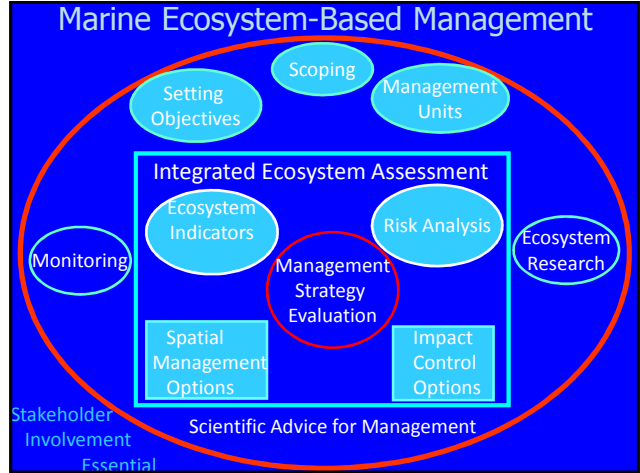 Marine Ecosystem-Based Management
Scoping
Setting
Objectives
Management
Units
Integrated Ecosystem Assessment
Ecosystem
Indicators
Risk Analysis
Monitoring
Management
Strategy
Evaluation
Ecosystem
Research
Spatial
Management
Options
Impact
Control
Options
Stakeholder
Involvement
Essential
Scientific Advice for Management